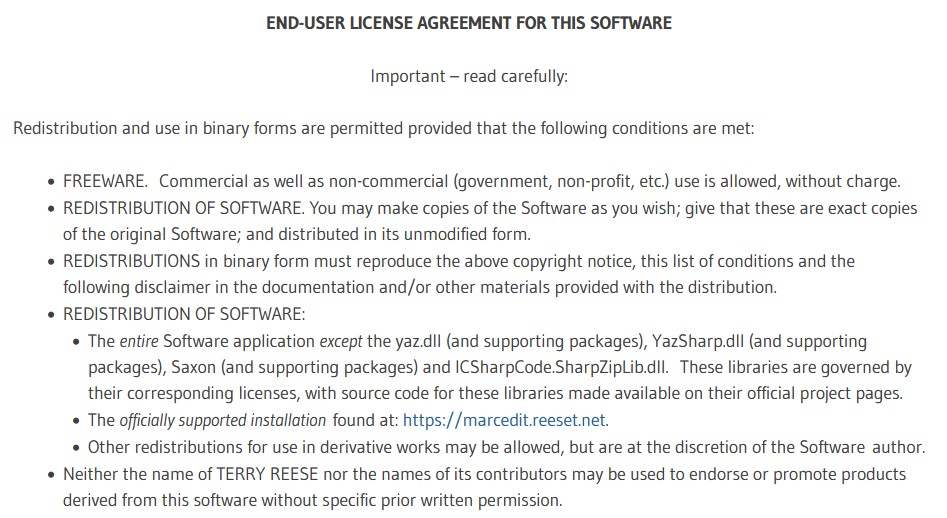 END-USER LICENSE AGREEMENT FOR THIS SOFTWARE
Important – read carefully:
Redistribution and use in binary forms are permitted provided that the following conditions are met:
• FREEWARE.  Commercial as well as non-commercial (government, non-profit, etc.) use is allowed, without charge.
• REDISTRIBUTION OF SOFTWARE. You may make copies of the Software as you wish; give that these are exact copies
of the original Software; and distributed in its unmodified form.
• REDISTRIBUTIONS in binary form must reproduce the above copyright notice, this list of conditions and the
following disclaimer in the documentation and/or other materials provided with the distribution.
• REDISTRIBUTION OF SOFTWARE:
• The entire Software application except the yaz.dll (and supporting packages), YazSharp.dll (and supporting
packages), Saxon (and supporting packages) and ICSharpCode.SharpZipLib.dll.  These libraries are governed by
their corresponding licenses, with source code for these libraries made available on their official project pages.
• The officially supported installation found at: https://marcedit.reeset.net.
• Other redistributions for use in derivative works may be allowed, but are at the discretion of the Software author.
• Neither the name of TERRY REESE nor the names of its contributors may be used to endorse or promote products
derived from this software without specific prior written permission.